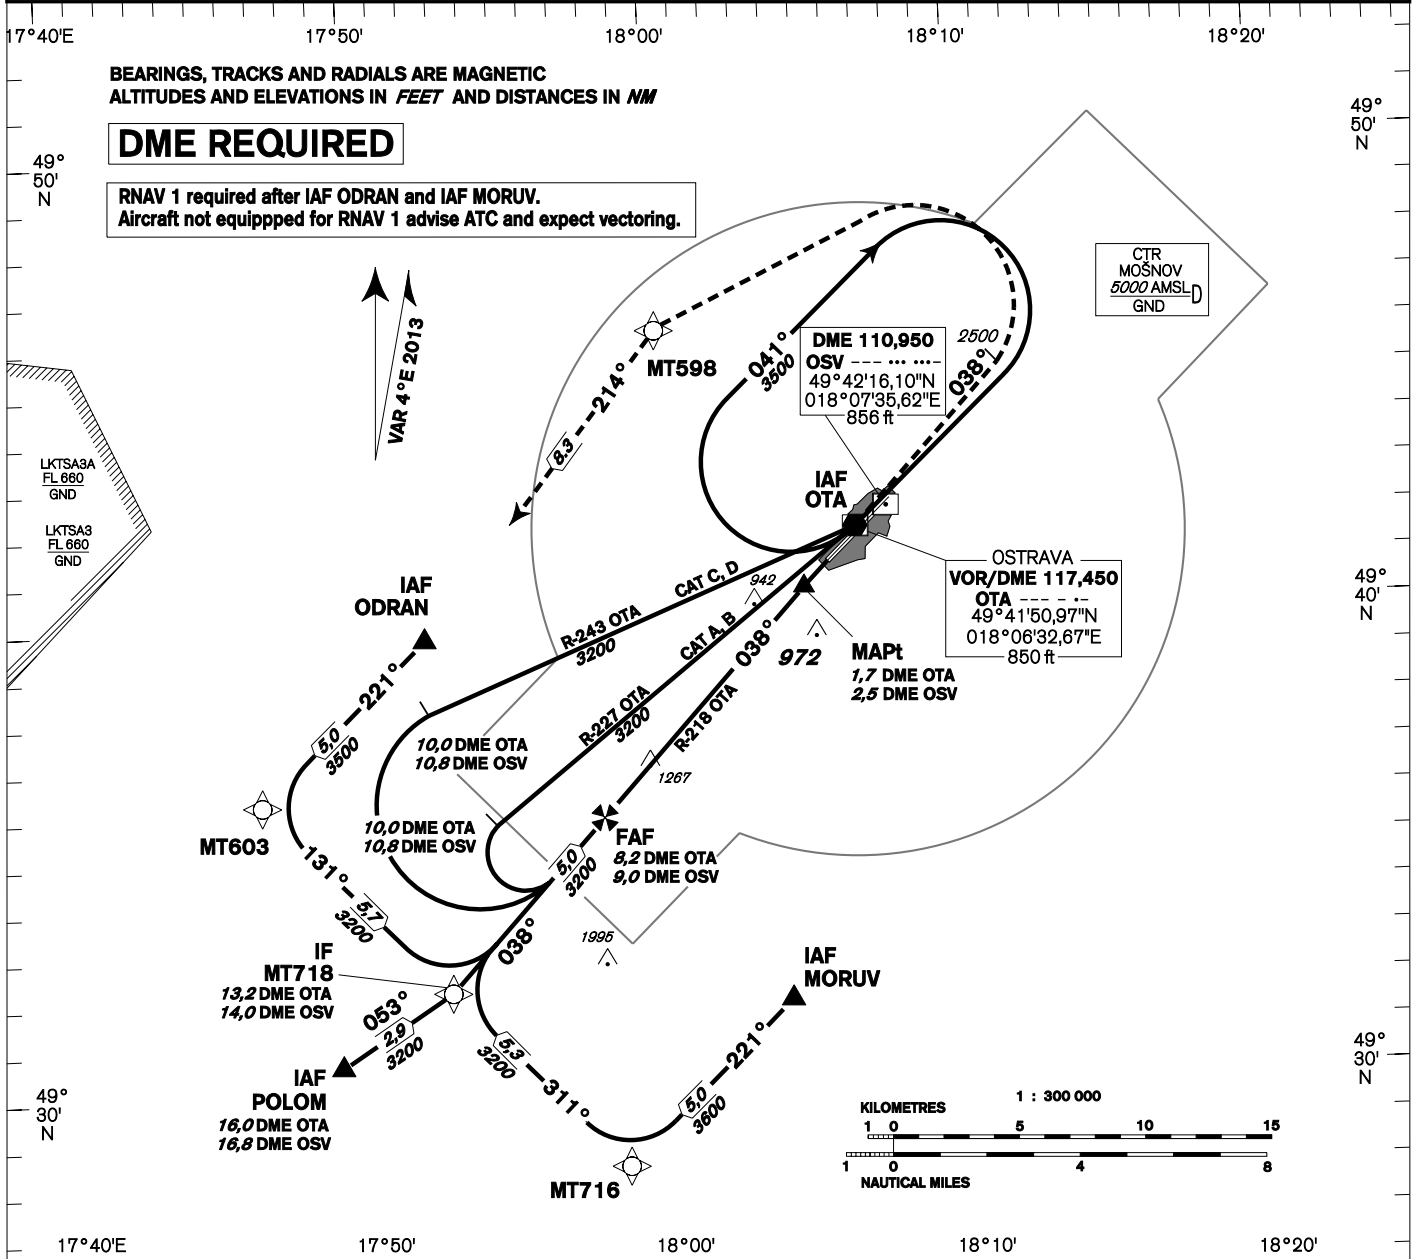 17°40'E
17°50'
18°00'
18°10'
18°20'
BEARINGS, TRACKS AND RADIALS ARE MAGNETIC
ALTITUDES AND ELEVATIONS IN FEET AND DISTANCES IN NM
DME REQUIRED
49°
50'
N
49°
50'
N
RNAV 1 required after IAF ODRAN and IAF MORUV.
Aircraft not equippped for RNAV 1 advise ATC and expect vectoring.
CTR
MOŠNOV
5000 AMSL
GND
D
VAR 4°E 2013
MT598
214°
8.3
041°
3500
DME 110,950
OSV --- ... ...-
49°42'16,10"N
018°07'35,62"E
856 ft
2500
038°
LKTSA3A
FL 660
GND
LKTSA3
FL 660
GND
IAF
OTA
OSTRAVA
VOR/DME 117,450
OTA --- - .-
49°41'50,97"N
018°06'32,67"E
850 ft
49°
40'
N
IAF
ODRAN
CAT C, D
R-243 OTA
3200
942
CAT A, B
R-227 OTA
3200
038°
R-218 OTA
972
MAPt
1,7 DME OTA
2,5 DME OSV
221°
5,0
3500
10,0 DME OTA
10,8 DME OSV
1267
MT603
10,0 DME OTA
10,8 DME OSV
FAF
8,2 DME OTA
9,0 DME OSV
5,0
3200
131°
5,7
3200
038°
1995
IF
MT718
13,2 DME OTA
14,0 DME OSV
IAF
MORUV
053°
2,9
3200
5,3
3200
311°
221°
5,0
3600
49°
30'
N
IAF
POLOM
16,0 DME OTA
16,8 DME OSV
49°
30'
N
MT716
1 : 300 000
KILOMETRES
1 0 5 10 15
1 0 4 8
NAUTICAL MILES
17°40'E
17°50'
18°00'
18°10'
18°20'